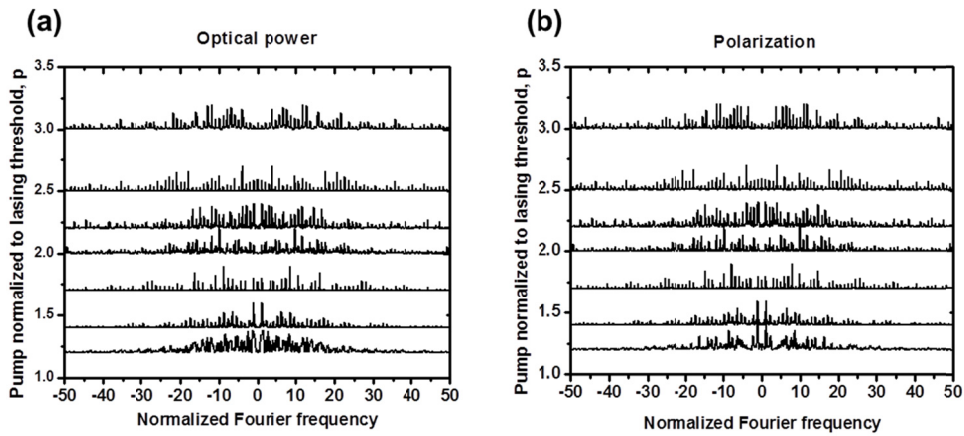 (a)
Optical power
Pump normalized to lasing threshold, p
3.5
3.0
2.5
2.0
1.5
1.0
-50 -40 -30 -20 -10 0 10 20 30 40 50
Normalized Fourier frequency
(b)
Polarization
Pump normalized to lasing threshold, p
3.5
3.0
2.5
2.0
1.5
1.0
-50 -40 -30 -20 -10 0 10 20 30 40 50
Normalized Fourier frequency